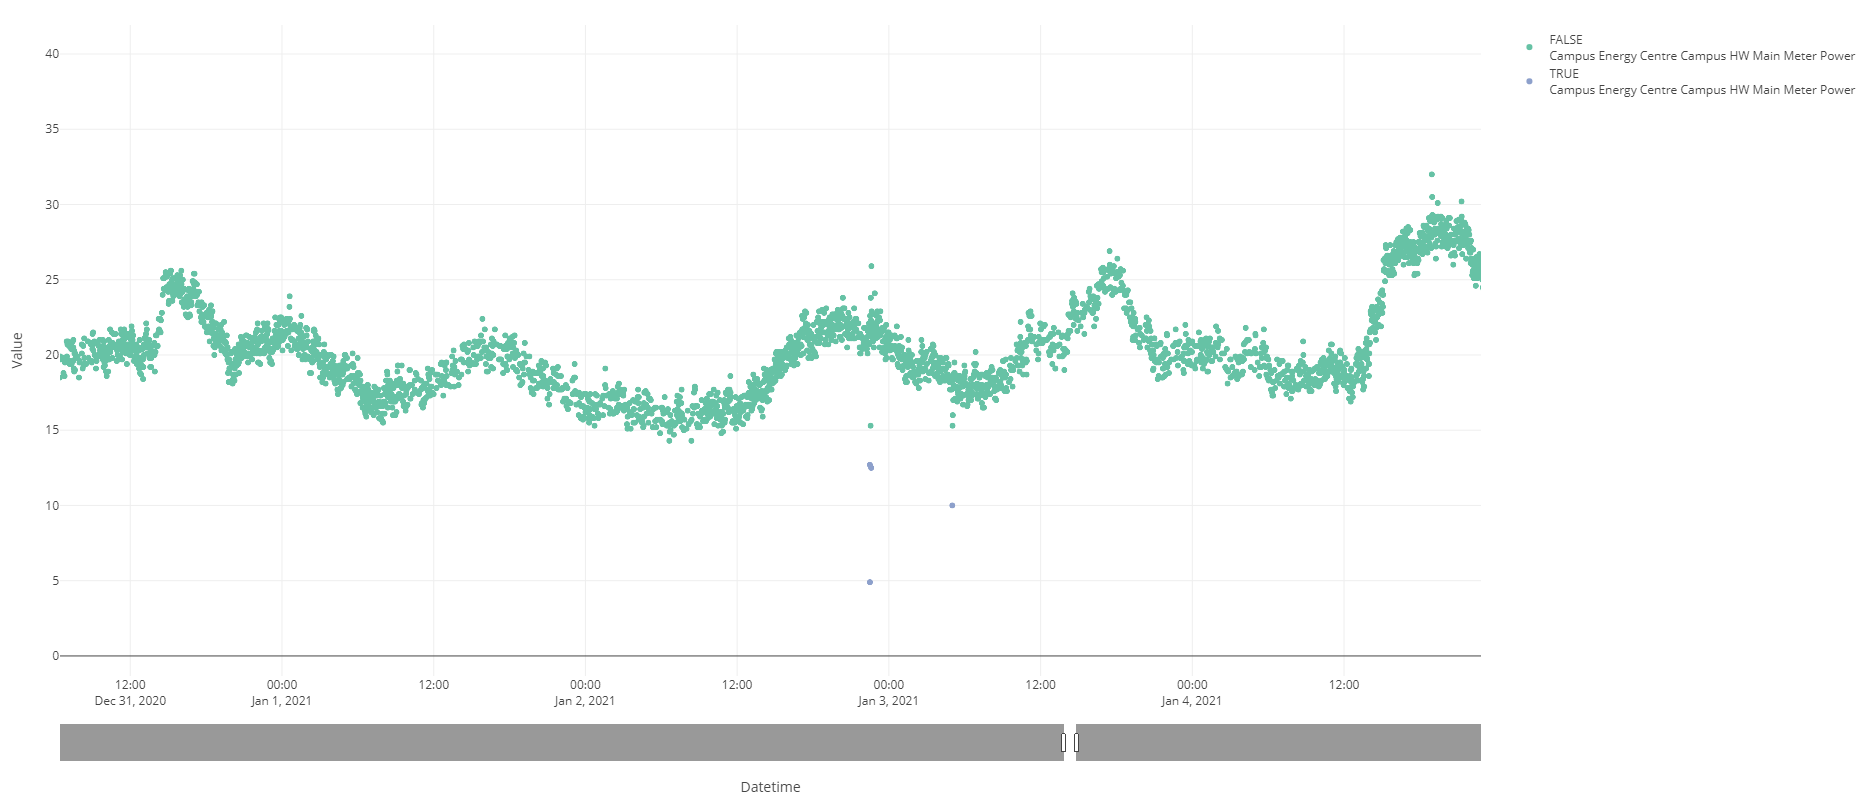 FALSE
Campus Energy Centre Campus HW Main Meter Power
TRUE
Campus Energy Centre Campus HW Main Meter Power
40
35
30
25
20
15
10
5
0
Value
12:00 00:00 12:00 00:00 12:00 00:00 12:00 00:00 12:00
Dec 31, 2020 Jan 1, 2021 Jan 2, 2021 Jan 3, 2021 Jan 4, 2021
Datetime